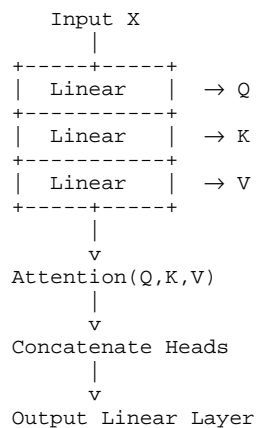 Input X
|
+-----+-----+
| Linear | → Q
+-----------+
| Linear | → K
+-----------+
| Linear | → V
+-----+-----+
|
v
Attention(Q,K,V)
|
v
Concatenate Heads
|
v
Output Linear Layer